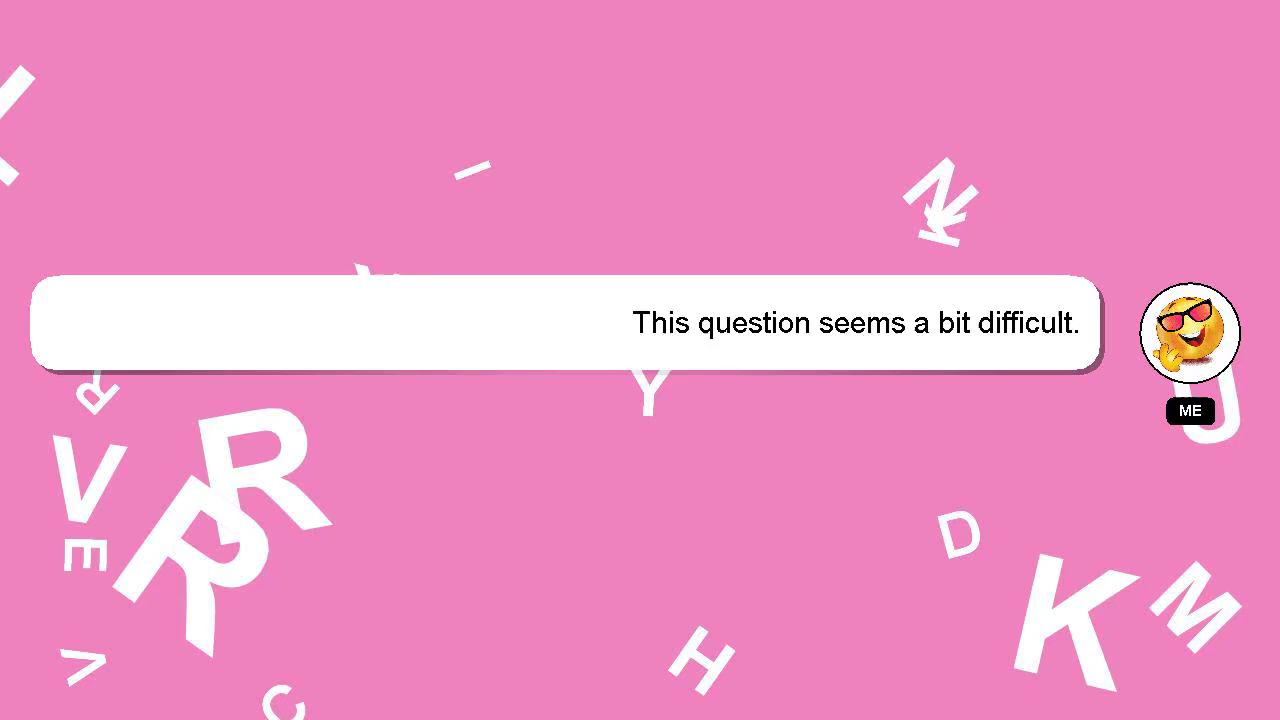 I
N
K
This question seems a bit difficult.
ME
R
Y
U
V
R
E
R
D
K
M
V
H
C